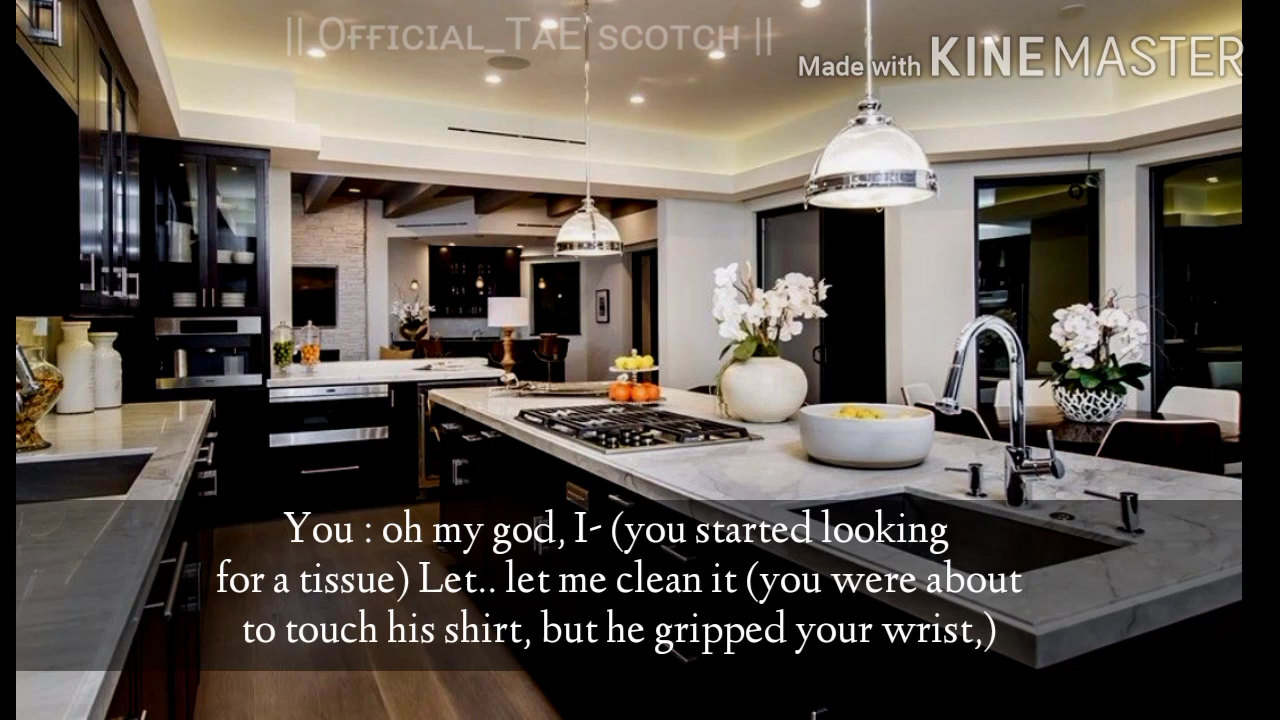 || Official_Tae'scotch ||
Made with KINEMASTER
You : oh my god, I- (you started looking
for a tissue) Let.. let me clean it (you were about
to touch his shirt, but he gripped your wrist,)